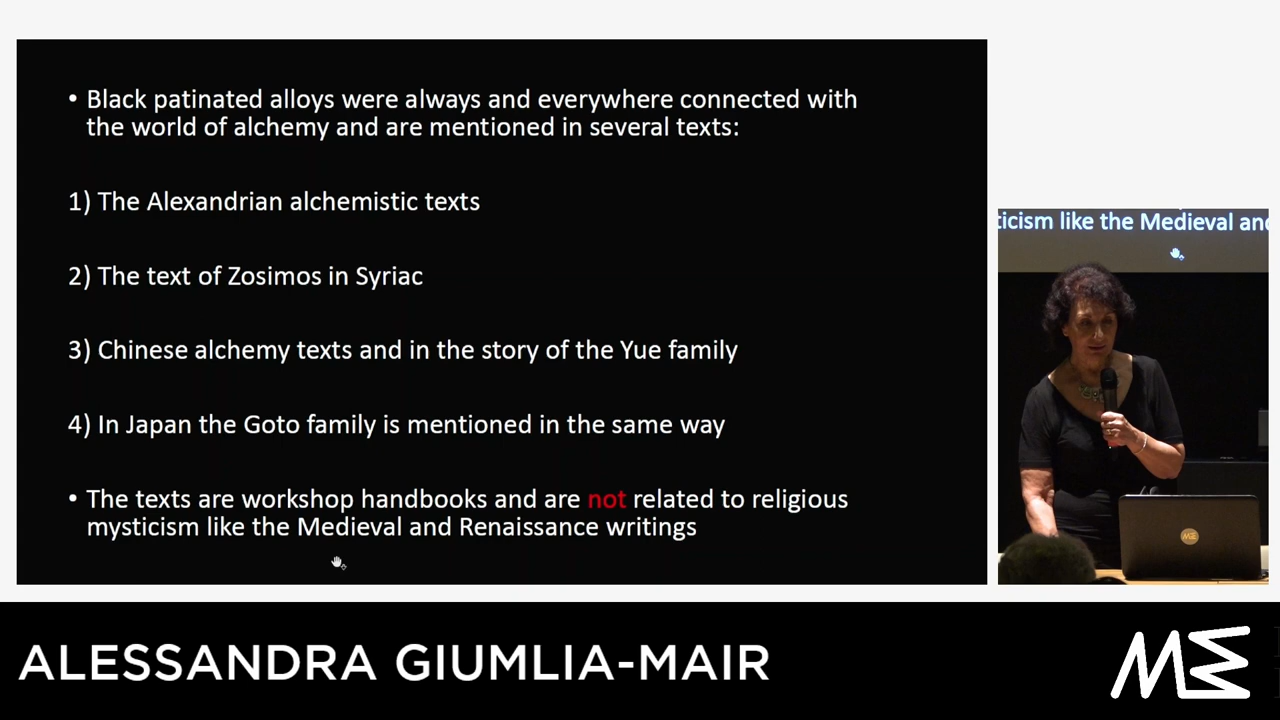 • Black patinated alloys were always and everywhere connected with
the world of alchemy and are mentioned in several texts:
1) The Alexandrian alchemistic texts
2) The text of Zosimos in Syriac
3) Chinese alchemy texts and in the story of the Yue family
4) In Japan the Goto family is mentioned in the same way
• The texts are workshop handbooks and are not related to religious
mysticism like the Medieval and Renaissance writings
ticism like the Medieval and
ALESSANDRA GIUMLIA-MAIR